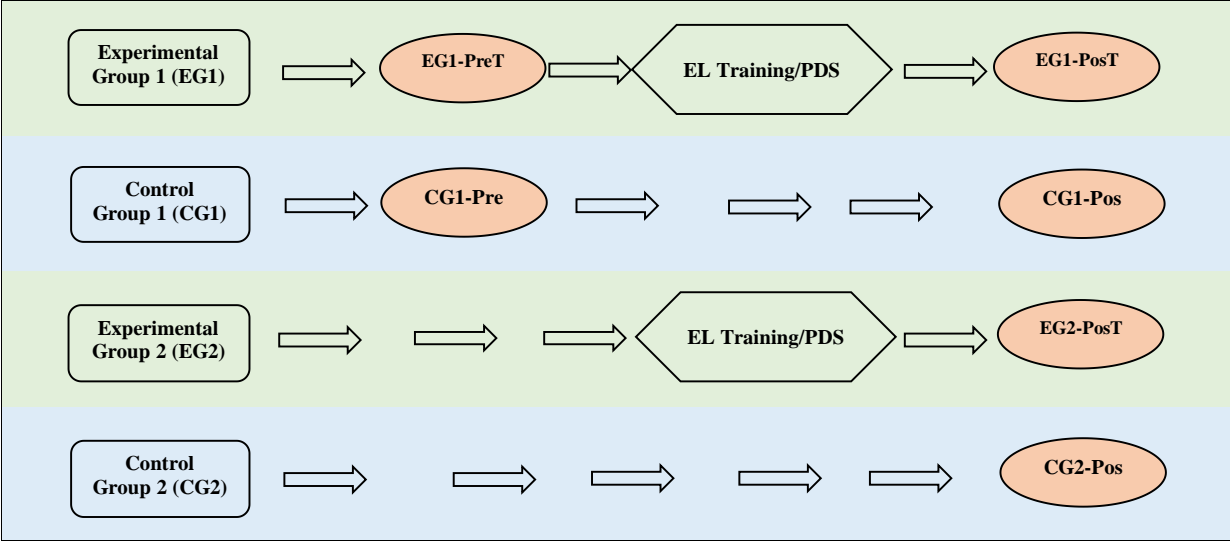 Experimental
Group 1 (EG1)
EG1-PreT
EL Training/PDS
EG1-PosT
Control
Group 1 (CG1)
CG1-Pre
CG1-Pos
Experimental
Group 2 (EG2)
EL Training/PDS
EG2-PosT
Control
Group 2 (CG2)
CG2-Pos